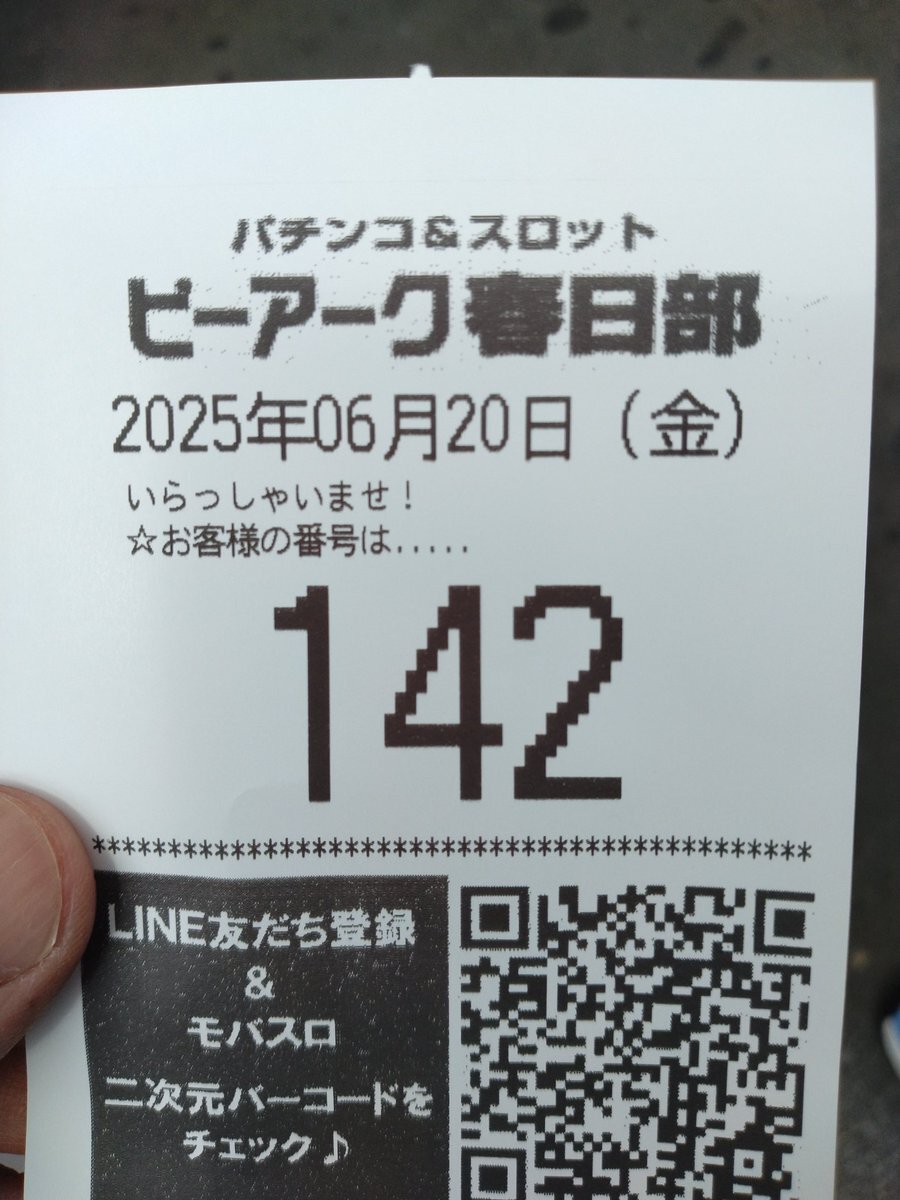 パチンコ&スロット
ピーアーク春日部
2025年06月20日（金）
いらっしゃいませ！
☆お客様の番号は.....
142
***********************************************
LINE友だち登録
&
モバスロ
二次元バーコードを
チェック♪